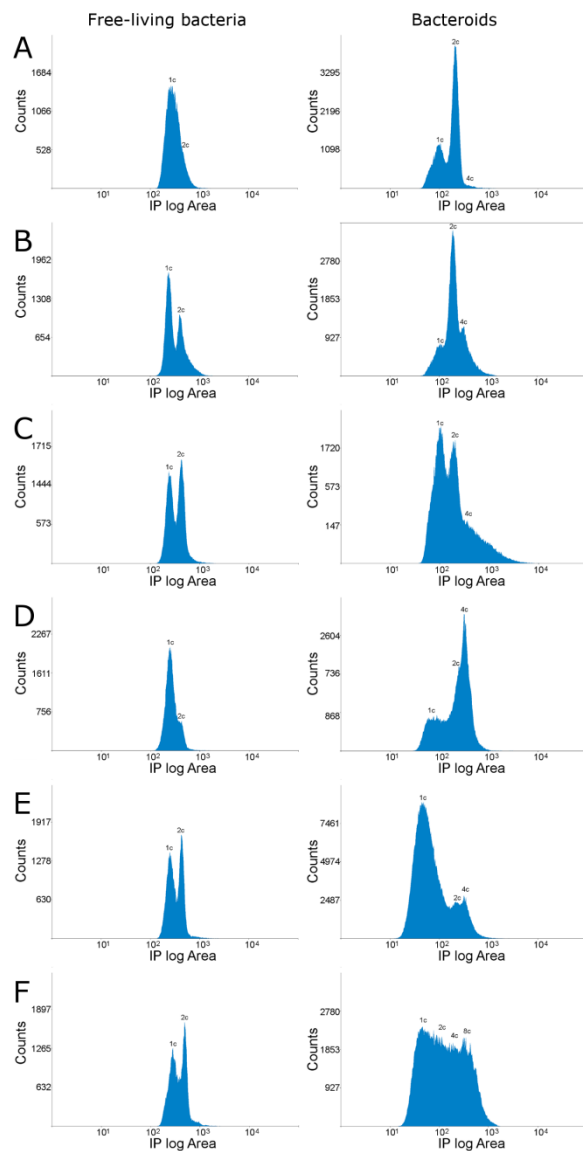 Free-living bacteria Bacteroids
A
Counts
1684
1066
528
1c
2c
10¹ 10² 10³ 10⁴
IP log Area
Counts
3295
2196
1098
1c
2c
4c
10¹ 10² 10³ 10⁴
IP log Area
B
Counts
1962
1308
654
1c
2c
10¹ 10² 10³ 10⁴
IP log Area
Counts
2780
1853
927
1c
2c
4c
10¹ 10² 10³ 10⁴
IP log Area
C
Counts
1715
1444
573
1c
2c
10¹ 10² 10³ 10⁴
IP log Area
Counts
1720
573
147
1c
2c
4c
10¹ 10² 10³ 10⁴
IP log Area
D
Counts
2267
1611
756
1c
2c
10¹ 10² 10³ 10⁴
IP log Area
Counts
2604
736
868
1c
2c
4c
10¹ 10² 10³ 10⁴
IP log Area
E
Counts
1917
1278
630
1c
2c
10¹ 10² 10³ 10⁴
IP log Area
Counts
7461
4974
2487
1c
2c
4c
10¹ 10² 10³ 10⁴
IP log Area
F
Counts
1897
1265
632
1c
2c
10¹ 10² 10³ 10⁴
IP log Area
Counts
2780
1853
927
1c
2c
4c
8c
10¹ 10² 10³ 10⁴
IP log Area